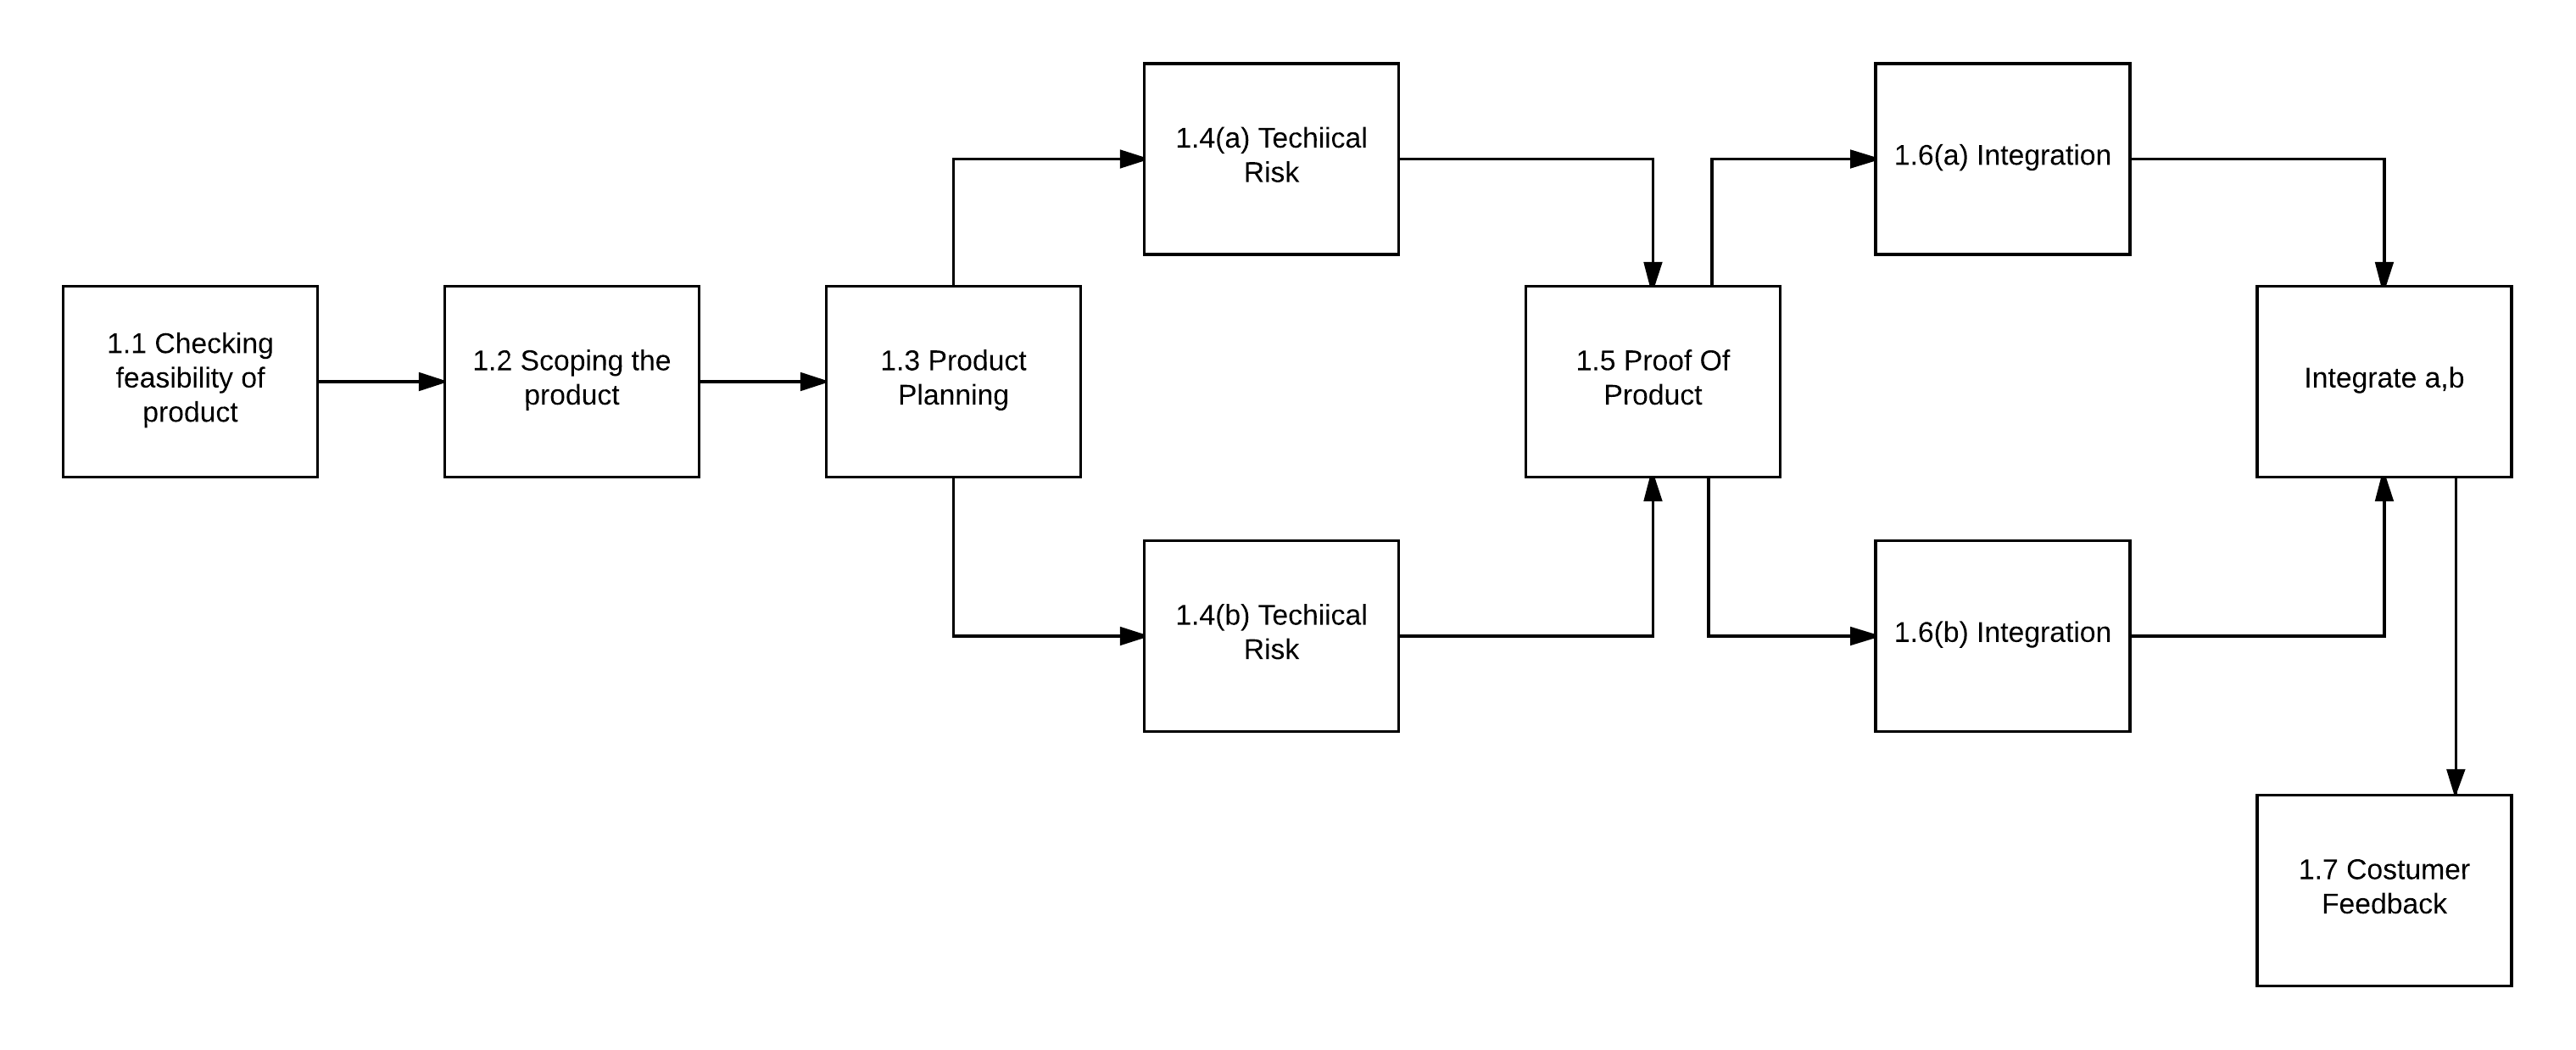 1.1 Checking
feasibility of
product
1.2 Scoping the
product
1.3 Product
Planning
1.4(a) Techiical
Risk
1.4(b) Techiical
Risk
1.5 Proof Of
Product
1.6(a) Integration
1.6(b) Integration
Integrate a,b
1.7 Costumer
Feedback